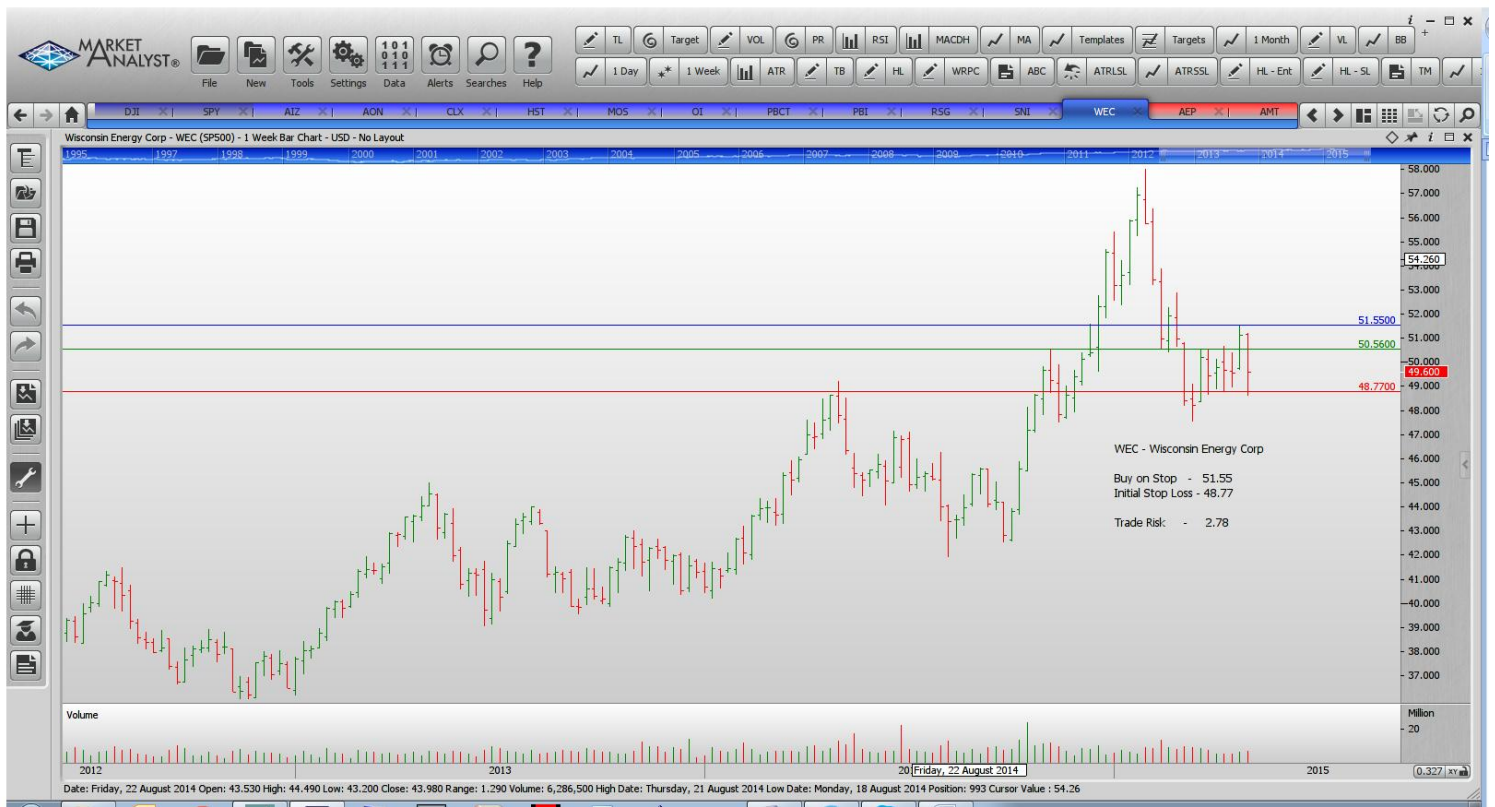 MARKET
ANALYST®
File New Tools Settings Data Alerts Searches Help
TL Target VOL PR RSI MACDH MA Templates Targets 1 Month VL BB
1 Day 1 Week ATR TB HL WRPC ABC ATRLSL ATRSSL HL - Ent HL - SL TM
DJI SPY AIZ AON CLX HST MOS OI PBCT PBI RSG SNI WEC AEP AMT
Wisconsin Energy Corp - WEC (SP500) - 1 Week Bar Chart - USD - No Layout
1995 1997 1998 1999 2000 2001 2002 2003 2004 2005 2006 2007 2008 2009 2010 2011 2012 2013 2014 2015
58.000
57.000
56.000
55.000
54.260
54.000
53.000
52.000
51.5500
51.000
50.5600
50.000
49.600
49.000
48.7700
48.000
47.000
46.000
45.000
44.000
43.000
42.000
41.000
40.000
39.000
38.000
37.000
WEC - Wisconsin Energy Corp
Buy on Stop - 51.55
Initial Stop Loss - 48.77
Trade Risk - 2.78
Volume
Million
20
2012 2013 Friday, 22 August 2014 2015
0.327 XY
Date: Friday, 22 August 2014 Open: 43.530 High: 44.490 Low: 43.200 Close: 43.980 Range: 1.290 Volume: 6,286,500 High Date: Thursday, 21 August 2014 Low Date: Monday, 18 August 2014 Position: 993 Cursor Value : 54.26